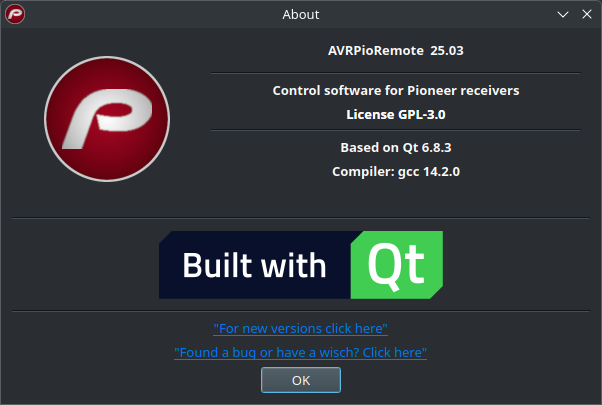 About
AVRPioRemote 25.03
Control software for Pioneer receivers
License GPL-3.0
Based on Qt 6.8.3
Compiler: gcc 14.2.0
Built with Qt
"For new versions click here"
"Found a bug or have a wisch? Click here"
OK